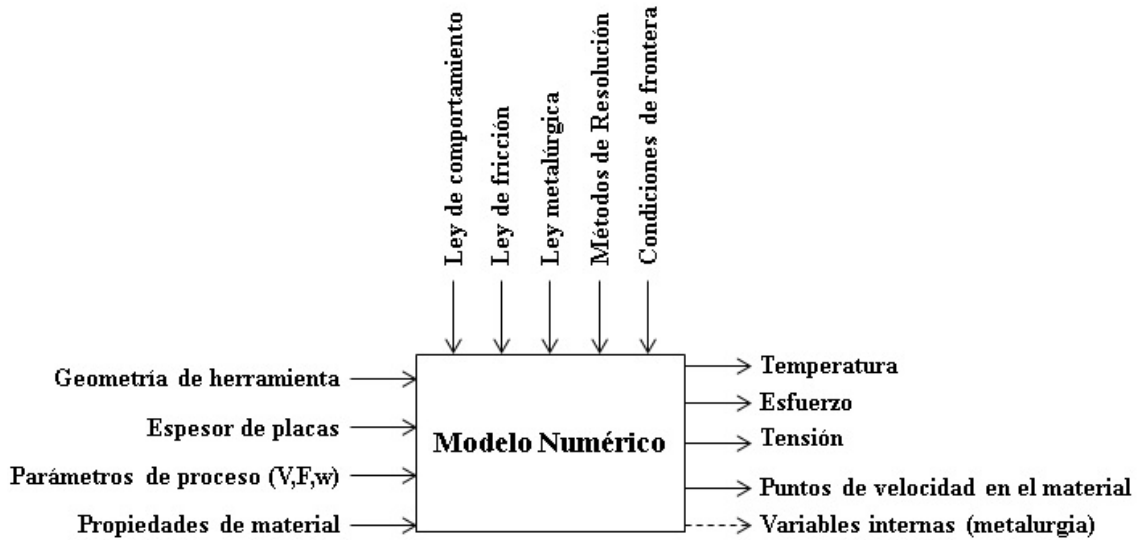 Ley de comportamiento
Ley de fricción
Ley metalúrgica
Métodos de Resolución
Condiciones de frontera
Geometría de herramienta
Espesor de placas
Parámetros de proceso (V,F,w)
Propiedades de material
Modelo Numérico
Temperatura
Esfuerzo
Tensión
Puntos de velocidad en el material
Variables internas (metalurgia)